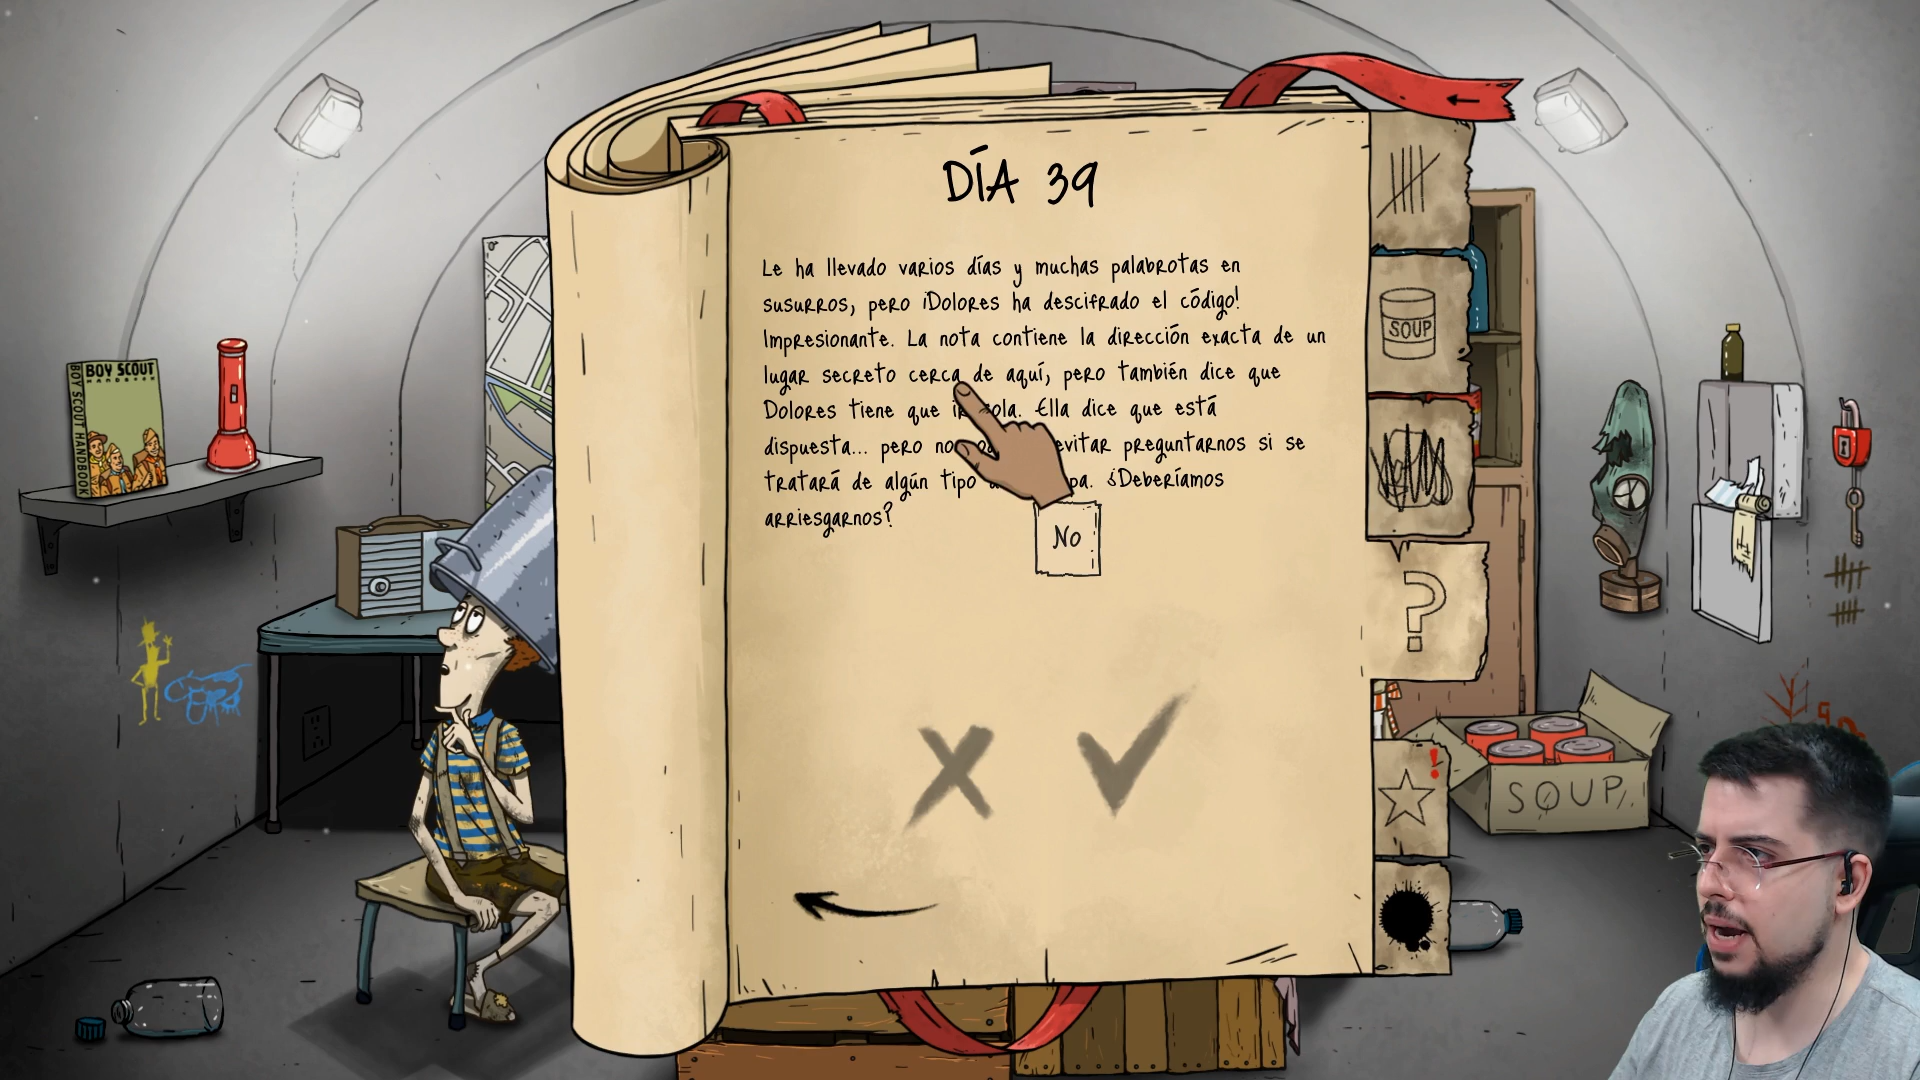 DÍA 39
Le ha llevado varios días y muchas palabrotas en
susurros, pero ¡Dolores ha descifrado el código!
Impresionante. La nota contiene la dirección exacta de un
lugar secreto cerca de aquí, pero también dice que
Dolores tiene que sola. Ella dice que está
dispuesta... pero no evitar preguntarnos si se
tratará de algún tipo ¿Deberíamos
arriesgarnos?
No
BOY SCOUT
HANDBOOK
BOY SCOUT HANDBOOK
SOUP
SOUP